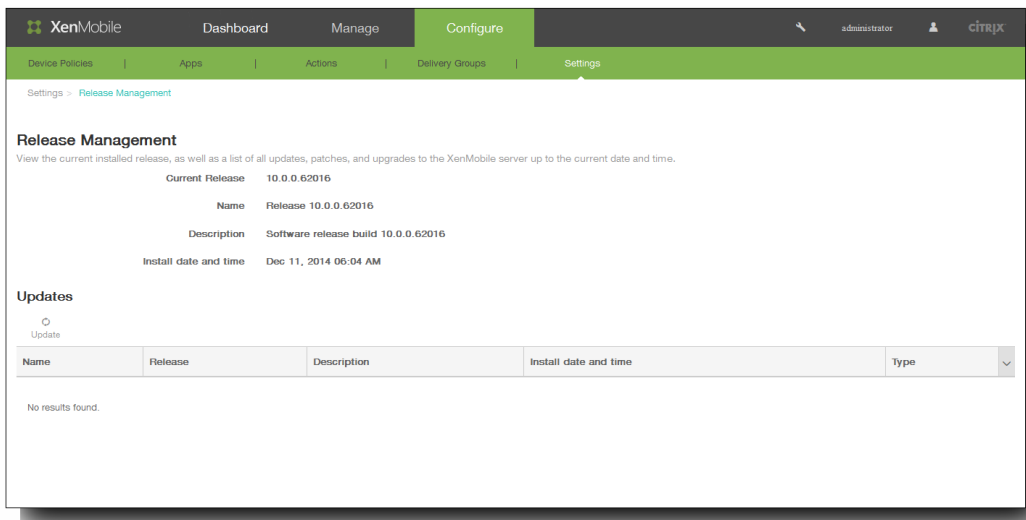 XenMobile Dashboard Manage Configure administrator CİTRIX
Device Policies | Apps | Actions | Delivery Groups | Settings
Settings > Release Management
Release Management
View the current installed release, as well as a list of all updates, patches, and upgrades to the XenMobile server up to the current date and time.
Current Release 10.0.0.62016
Name Release 10.0.0.62016
Description Software release build 10.0.0.62016
Install date and time Dec 11, 2014 06:04 AM
Updates
Update
Name Release Description Install date and time Type
No results found.